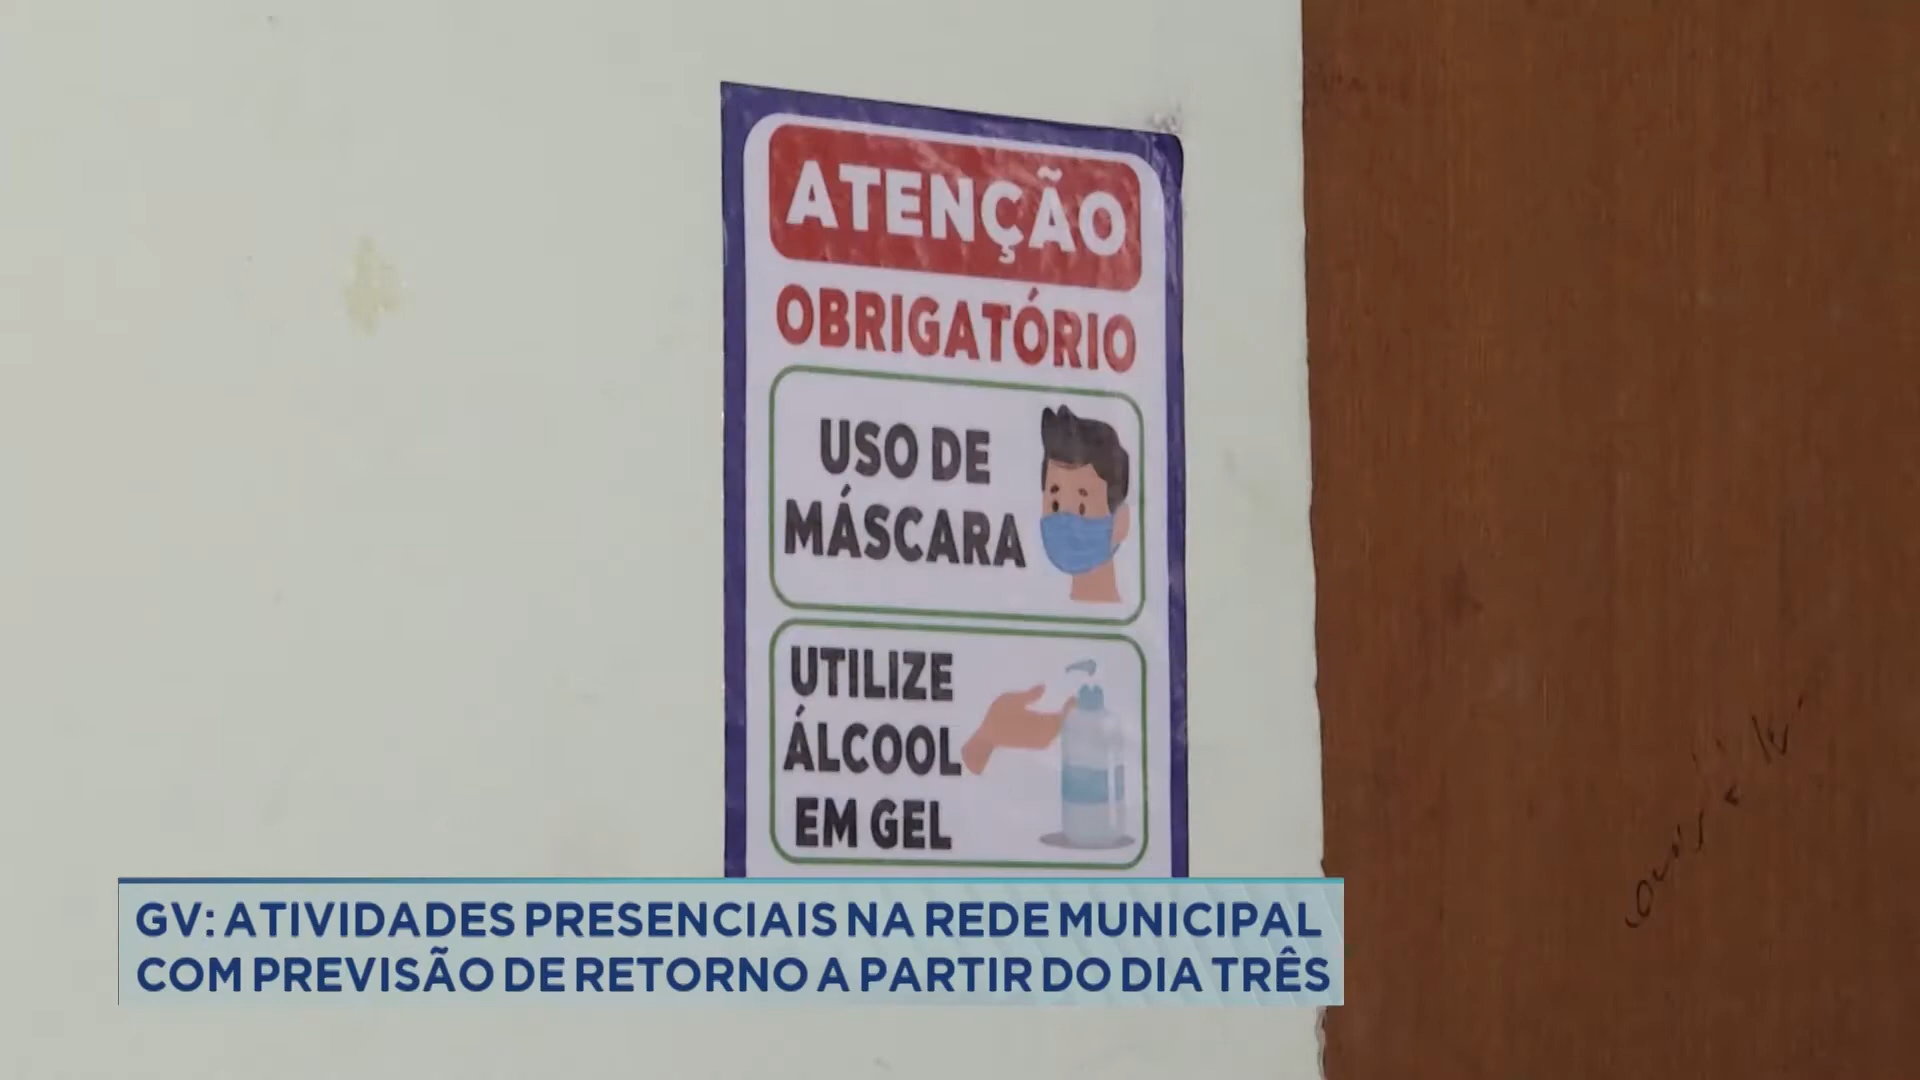 ATENÇÃO
OBRIGATÓRIO
USO DE
MÁSCARA
UTILIZE
ÁLCOOL
EM GEL
GV: ATIVIDADES PRESENCIAIS NA REDE MUNICIPAL
COM PREVISÃO DE RETORNO A PARTIR DO DIA TRÊS